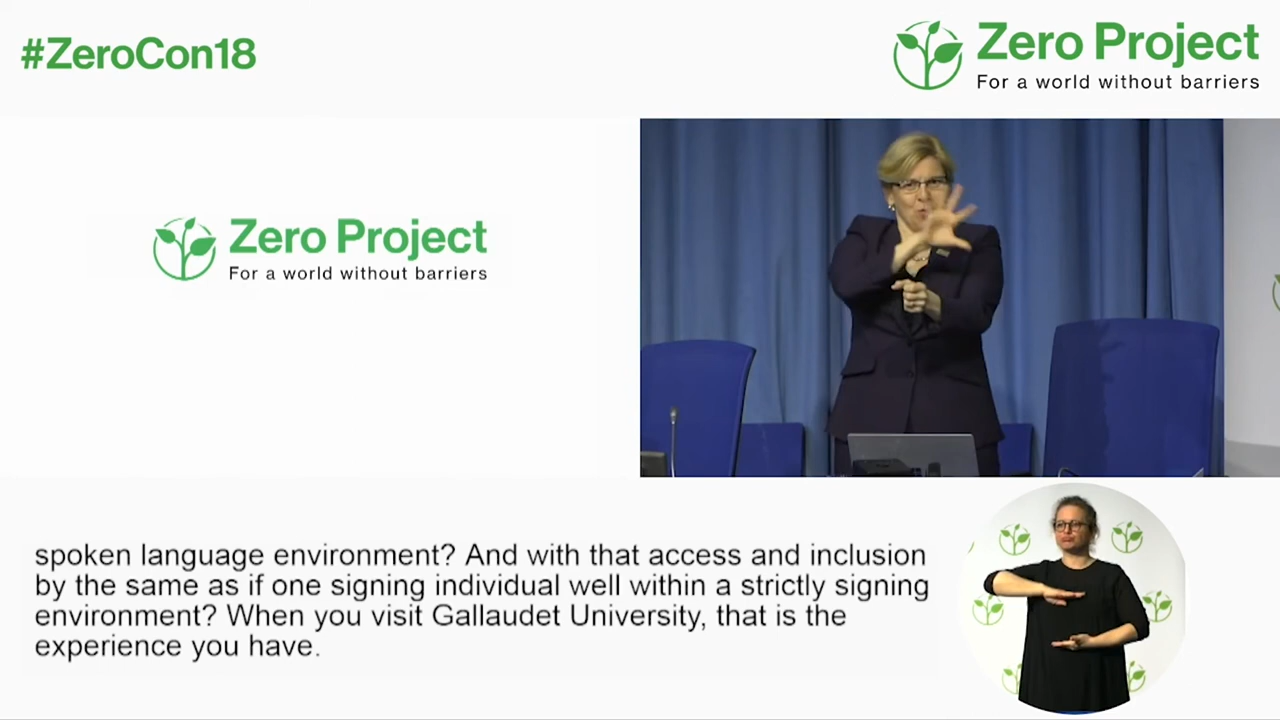 #ZeroCon18
Zero Project
For a world without barriers
Zero Project
For a world without barriers
spoken language environment? And with that access and inclusion
by the same as if one signing individual well within a strictly signing
environment? When you visit Gallaudet University, that is the
experience you have.